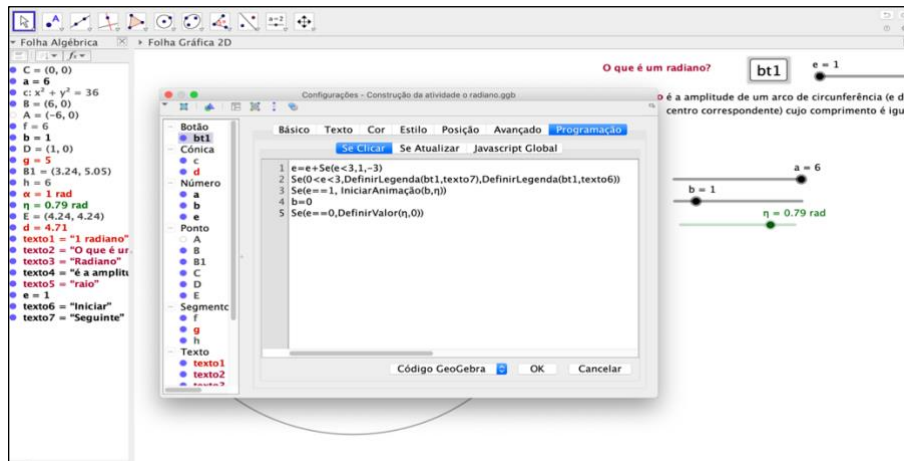 a=2
Folha Algébrica
Folha Gráfica 2D
C = (0, 0)
a = 6
c: x² + y² = 36
B = (6, 0)
A = (-6, 0)
f = 6
b = 1
D = (1, 0)
g = 5
B1 = (3.24, 5.05)
h = 6
α = 1 rad
η = 0.79 rad
E = (4.24, 4.24)
d = 4.71
texto1 = "1 radiano"
texto2 = "O que é ur
texto3 = "Radiano"
texto4 = "é a amplitu
texto5 = "raio"
e = 1
texto6 = "Iniciar"
texto7 = "Seguinte"
O que é um radiano?
bt1
e = 1
o é a amplitude de um arco de circunferência (e d
centro correspondente) cujo comprimento é igu
a = 6
b = 1
η = 0.79 rad
Configurações - Construção da atividade o radiano.ggb
Botão
bt1
Cónica
c
d
Número
a
b
e
Ponto
A
B
B1
C
D
E
Segmento
f
g
h
Texto
texto1
texto2
texto3
Básico Texto Cor Estilo Posição Avançado Programação
Se Clicar Se Atualizar Javascript Global
1 e=e+Se(e<3,1,-3)
2 Se(0<e<3,DefinirLegenda(bt1,texto7),DefinirLegenda(bt1,texto6))
3 Se(e==1, IniciarAnimação(b,η))
4 b=0
5 Se(e==0,DefinirValor(η,0))
Código GeoGebra
OK
Cancelar